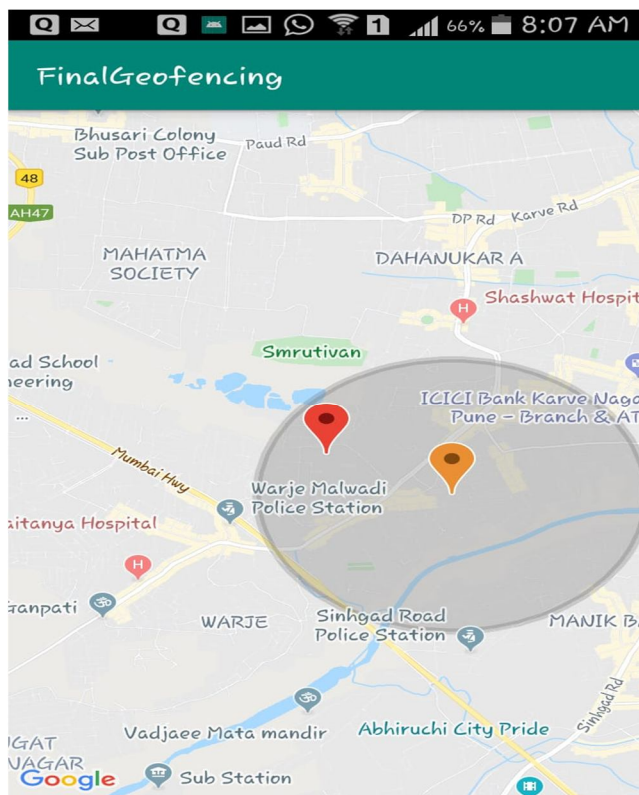 Q Q 1 66% 8:07 AM
FinalGeofencing
Bhusari Colony
Sub Post Office
Paud Rd
48
AH47
DP Rd
Karve Rd
MAHATMA
SOCIETY
DAHANUKAR A
H
Shashwat Hospit
Smrutivan
ad School
neering
...
ICICI Bank Karve Naga
Pune - Branch & AT
Mumbai Hwy
Warje Malwadi
Police Station
aitanya Hospital
H
Ganpati
ॐ
WARJE
Sinhgad Road
Police Station
MANIK B
Sinhgad Rd
ॐ
Vadjaee Mata mandir
Abhiruchi City Pride
UGAT
NAGAR
Google
Sub Station